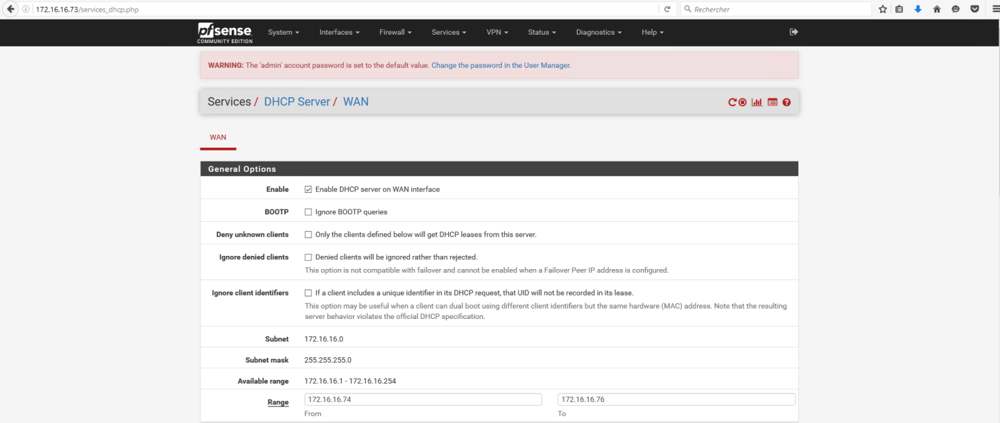 172.16.16.73/services_dhcp.php
Rechercher
pfsense
COMMUNITY EDITION
System
Interfaces
Firewall
Services
VPN
Status
Diagnostics
Help
WARNING: The 'admin' account password is set to the default value. Change the password in the User Manager.
Services / DHCP Server / WAN
WAN
General Options
Enable
Enable DHCP server on WAN interface
BOOTP
Ignore BOOTP queries
Deny unknown clients
Only the clients defined below will get DHCP leases from this server.
Ignore denied clients
Denied clients will be ignored rather than rejected.
This option is not compatible with failover and cannot be enabled when a Failover Peer IP address is configured.
Ignore client identifiers
If a client includes a unique identifier in its DHCP request, that UID will not be recorded in its lease.
This option may be useful when a client can dual boot using different client identifiers but the same hardware (MAC) address. Note that the resulting
server behavior violates the official DHCP specification.
Subnet
172.16.16.0
Subnet mask
255.255.255.0
Available range
172.16.16.1 - 172.16.16.254
Range
172.16.16.74
172.16.16.76
From
To